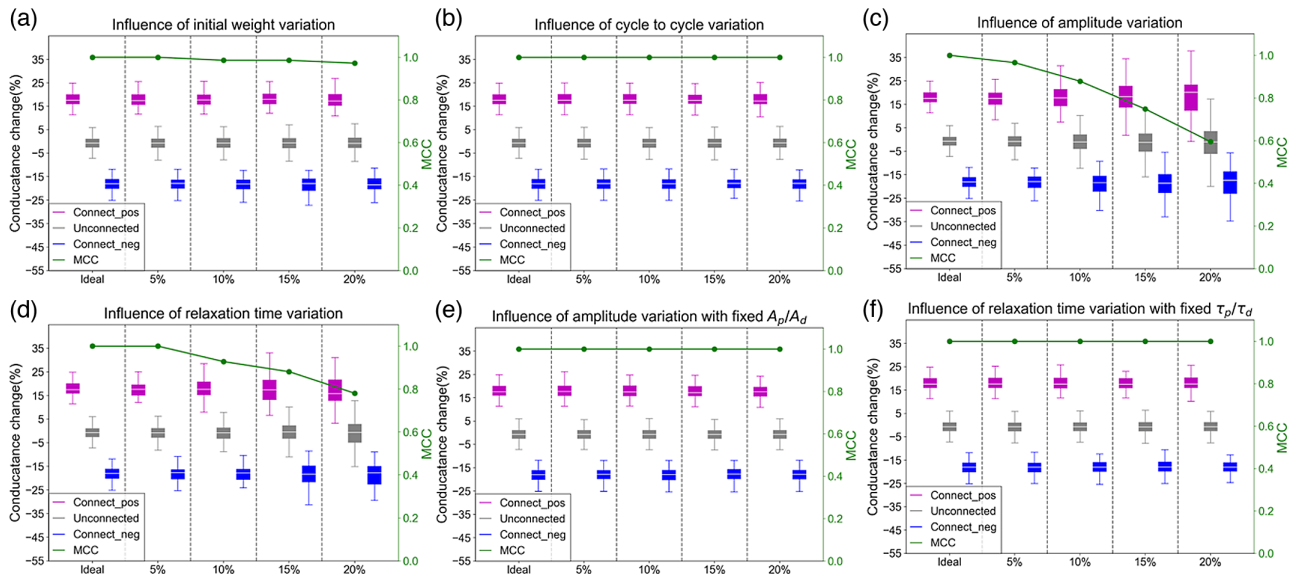 (a)
Influence of initial weight variation
Conducatance change(%)
35
25
15
5
−5
−15
−25
−35
−45
−55
Connect_pos
Unconnected
Connect_neg
MCC
Ideal 5% 10% 15% 20%
1.0
0.8
0.6
0.4
0.2
0.0
MCC
(b)
Influence of cycle to cycle variation
Conducatance change(%)
35
25
15
5
−5
−15
−25
−35
−45
−55
Connect_pos
Unconnected
Connect_neg
MCC
Ideal 5% 10% 15% 20%
1.0
0.8
0.6
0.4
0.2
0.0
MCC
(c)
Influence of amplitude variation
Conducatance change(%)
35
25
15
5
−5
−15
−25
−35
−45
−55
Connect_pos
Unconnected
Connect_neg
MCC
Ideal 5% 10% 15% 20%
1.0
0.8
0.6
0.4
0.2
0.0
MCC
(d)
Influence of relaxation time variation
Conducatance change(%)
35
25
15
5
−5
−15
−25
−35
−45
−55
Connect_pos
Unconnected
Connect_neg
MCC
Ideal 5% 10% 15% 20%
1.0
0.8
0.6
0.4
0.2
0.0
MCC
(e)
Influence of amplitude variation with fixed A_p/A_d
Conducatance change(%)
35
25
15
5
−5
−15
−25
−35
−45
−55
Connect_pos
Unconnected
Connect_neg
MCC
Ideal 5% 10% 15% 20%
1.0
0.8
0.6
0.4
0.2
0.0
MCC
(f)
Influence of relaxation time variation with fixed τ_p/τ_d
Conducatance change(%)
35
25
15
5
−5
−15
−25
−35
−45
−55
Connect_pos
Unconnected
Connect_neg
MCC
Ideal 5% 10% 15% 20%
1.0
0.8
0.6
0.4
0.2
0.0
MCC